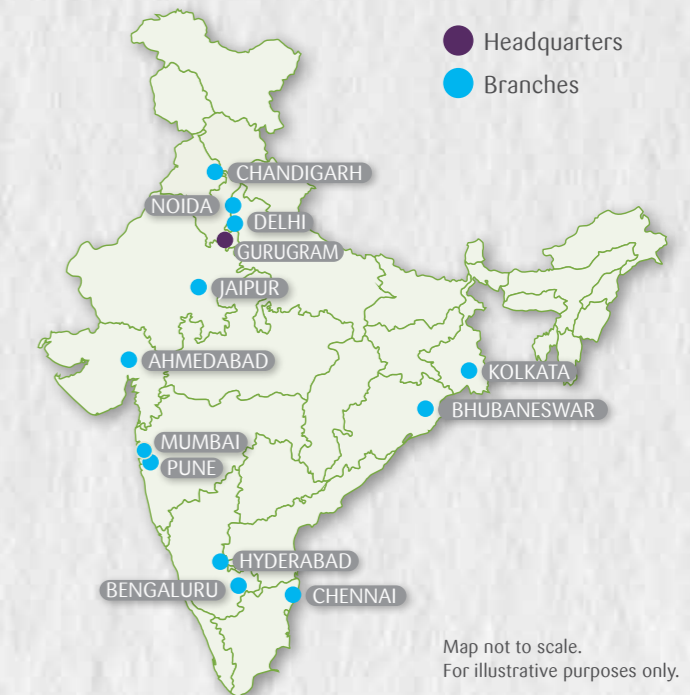 Headquarters
Branches
CHANDIGARH
NOIDA
DELHI
GURUGRAM
JAIPUR
AHMEDABAD
KOLKATA
BHUBANESWAR
MUMBAI
PUNE
HYDERABAD
BENGALURU
CHENNAI
Map not to scale.
For illustrative purposes only.